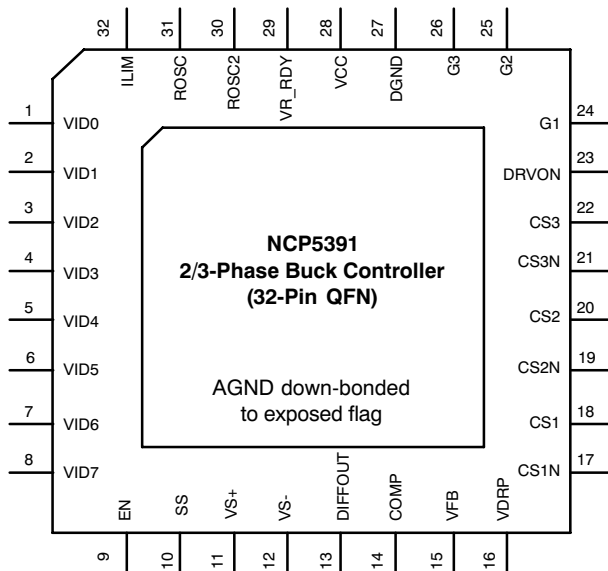 32 31 30 29 28 27 26 25
ILIM ROSC ROSC2 VR_RDY VCC DGND G3 G2
1 VID0
2 VID1
3 VID2
4 VID3
5 VID4
6 VID5
7 VID6
8 VID7
NCP5391
2/3-Phase Buck Controller
(32-Pin QFN)
AGND down-bonded
to exposed flag
G1 24
DRVON 23
CS3 22
CS3N 21
CS2 20
CS2N 19
CS1 18
CS1N 17
EN SS VS+ VS- DIFFOUT COMP VFB VDRP
9 10 11 12 13 14 15 16